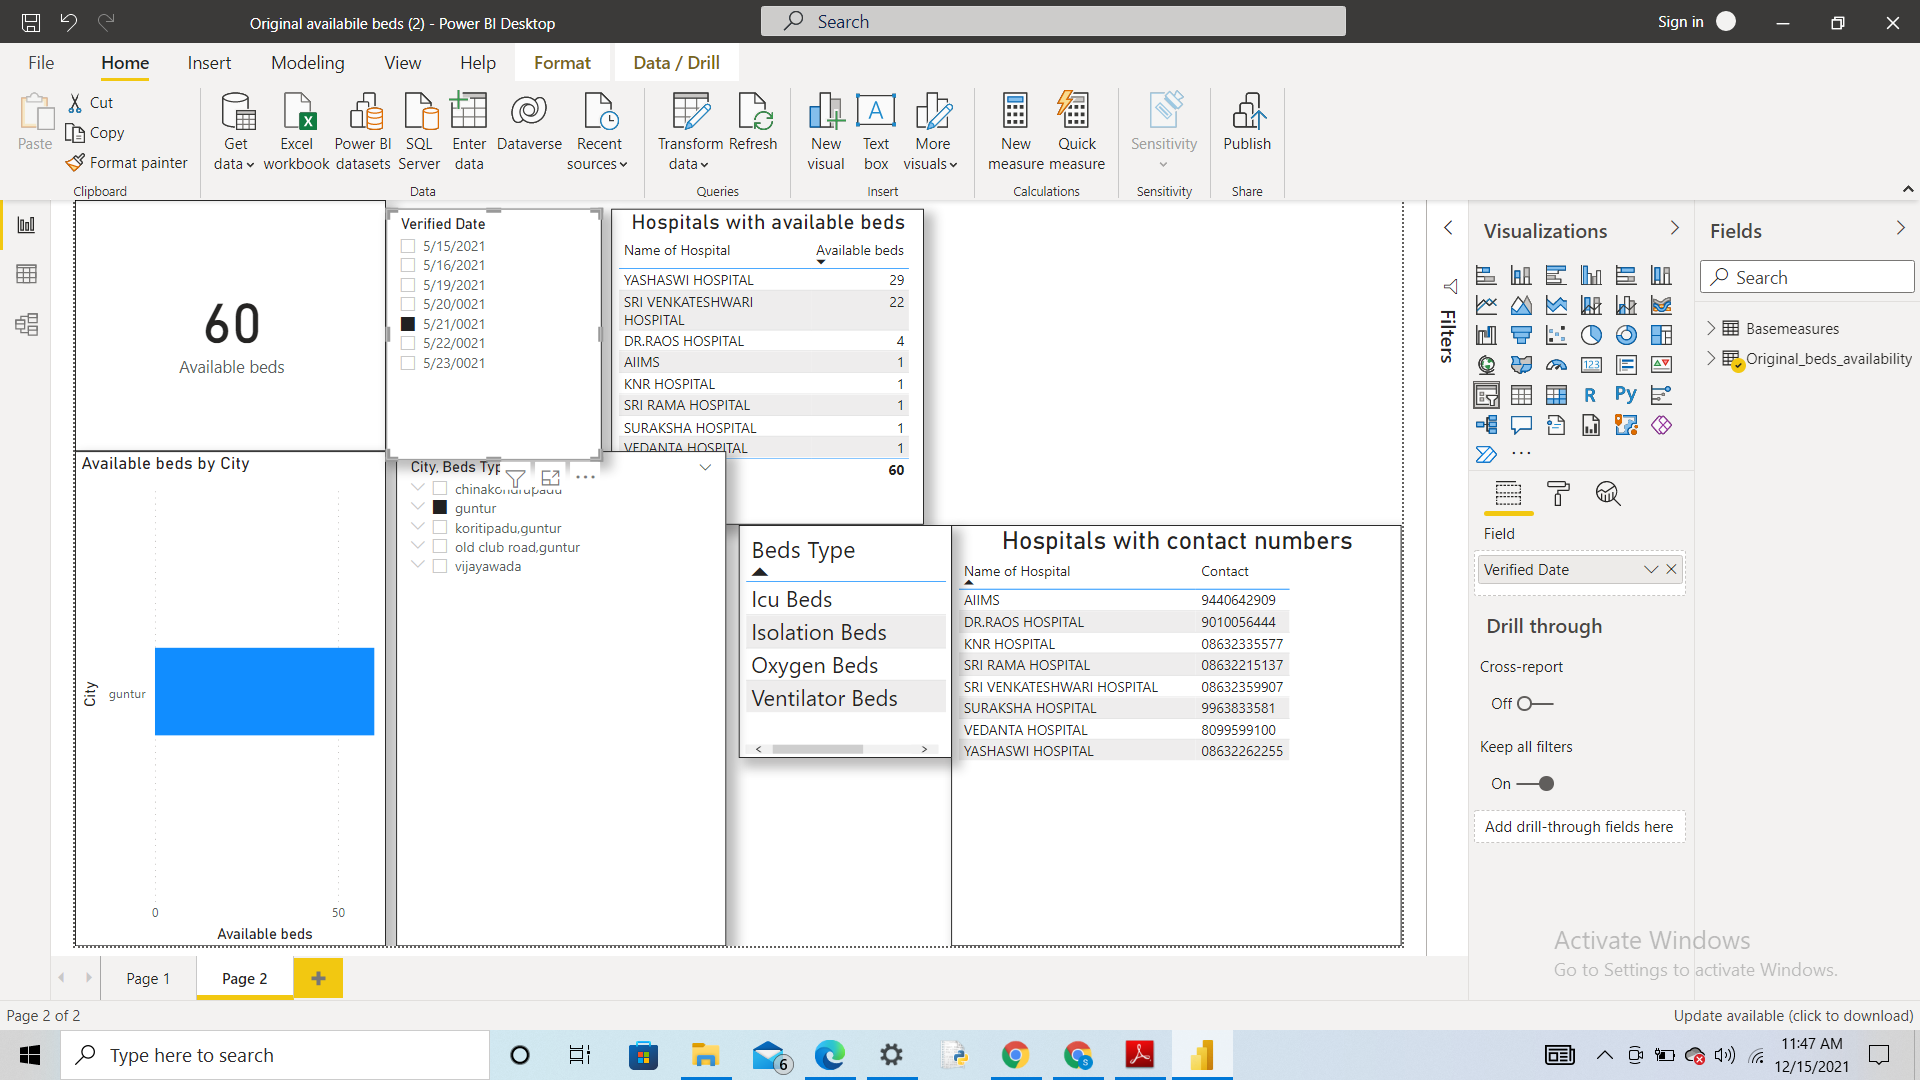 Original availabile beds (2) - Power BI Desktop
Search
Sign in
File Home Insert Modeling View Help Format Data / Drill
Paste
Cut
Copy
Format painter
Clipboard
Get data
Excel workbook
Power BI datasets
SQL Server
Enter data
Dataverse
Recent sources
Data
Transform data
Refresh
Queries
New visual
Text box
More visuals
Insert
New measure
Quick measure
Calculations
Sensitivity
Sensitivity
Publish
Share
60
Available beds
Verified Date
5/15/2021
5/16/2021
5/19/2021
5/20/0021
5/21/0021
5/22/0021
5/23/0021
Hospitals with available beds
Name of Hospital Available beds
YASHASWI HOSPITAL 29
SRI VENKATESHWARI HOSPITAL 22
DR.RAOS HOSPITAL 4
AIIMS 1
KNR HOSPITAL 1
SRI RAMA HOSPITAL 1
SURAKSHA HOSPITAL 1
VEDANTA HOSPITAL 1
60
Available beds by City
City
guntur
0 50
Available beds
City, Beds Typ
chinakondrupadu
guntur
koritipadu,guntur
old club road,guntur
vijayawada
Beds Type
Icu Beds
Isolation Beds
Oxygen Beds
Ventilator Beds
Hospitals with contact numbers
Name of Hospital Contact
AIIMS 9440642909
DR.RAOS HOSPITAL 9010056444
KNR HOSPITAL 08632335577
SRI RAMA HOSPITAL 08632215137
SRI VENKATESHWARI HOSPITAL 08632359907
SURAKSHA HOSPITAL 9963833581
VEDANTA HOSPITAL 8099599100
YASHASWI HOSPITAL 08632262255
Filters
Visualizations
123
R
Py
Field
Verified Date
Drill through
Cross-report
Off
Keep all filters
On
Add drill-through fields here
Fields
Search
Basemeasures
Original_beds_availability
Activate Windows
Go to Settings to activate Windows.
Page 1
Page 2
Page 2 of 2
Update available (click to download)
Type here to search
6
11:47 AM
12/15/2021